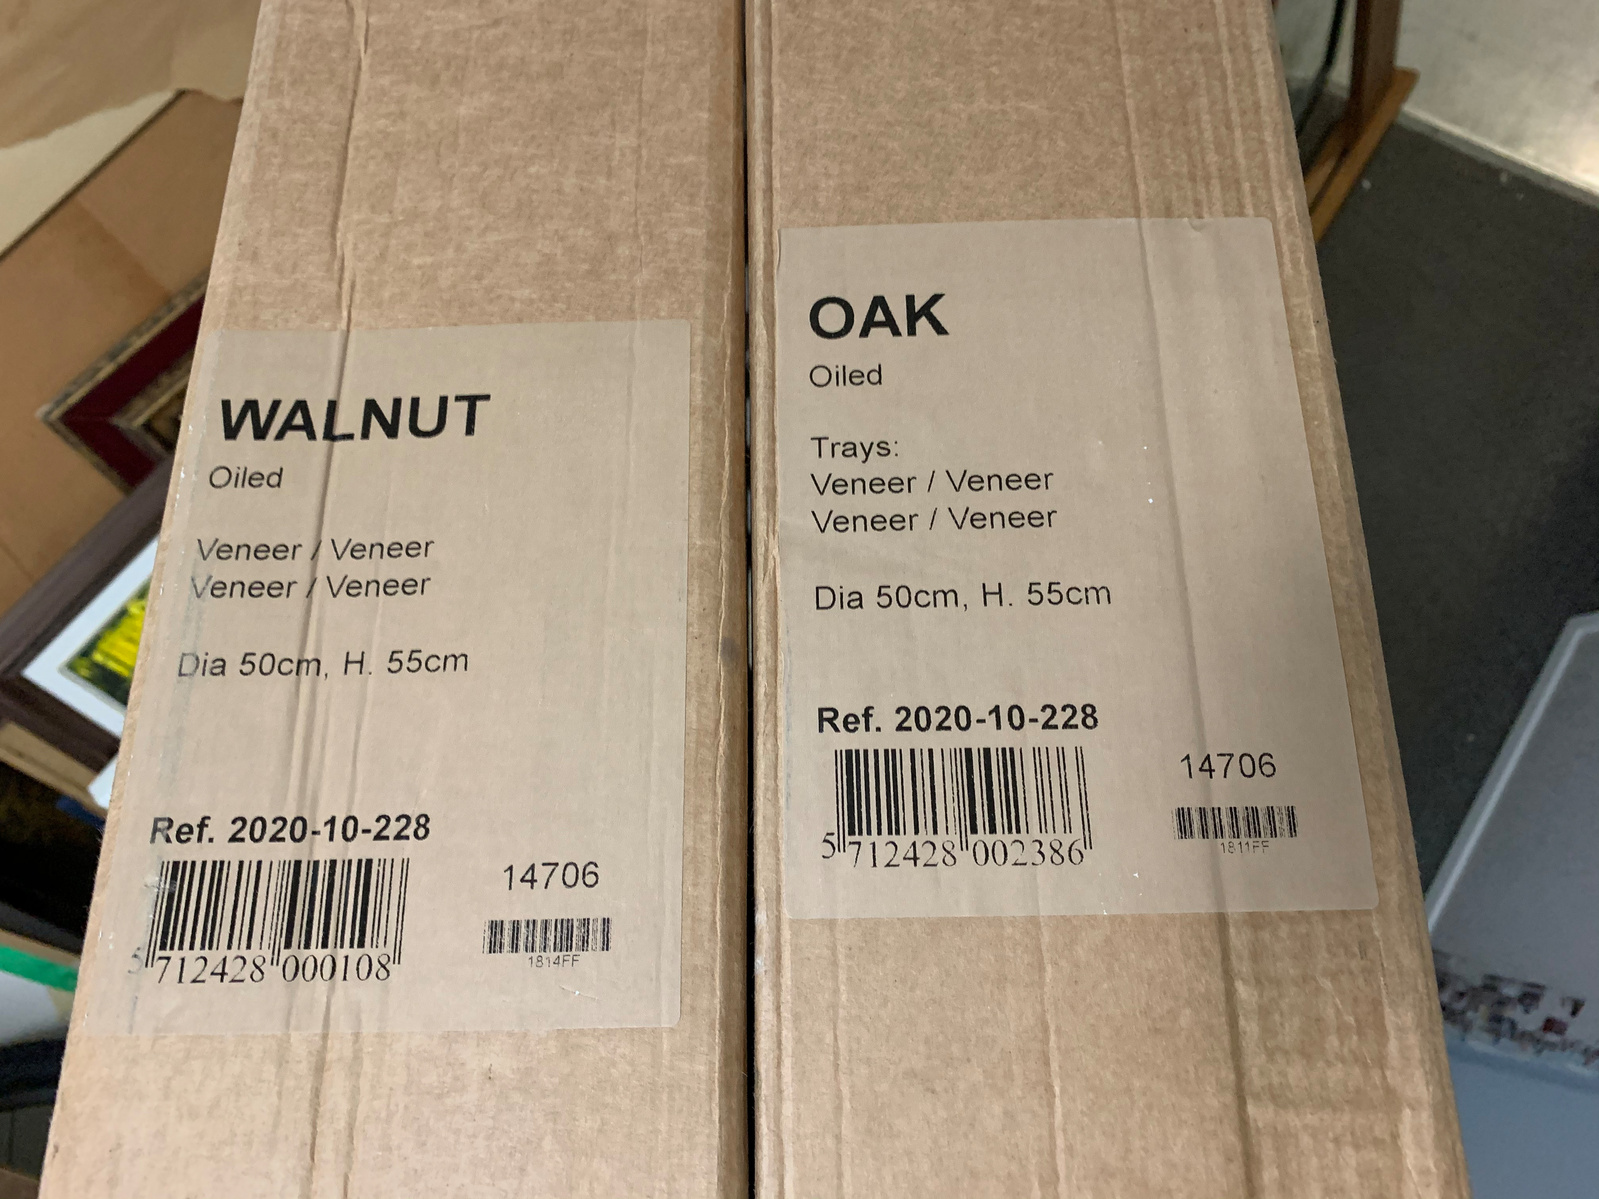 WALNUT
Oiled
Veneer / Veneer
Veneer / Veneer
Dia 50cm, H. 55cm
Ref. 2020-10-228
14706
5 712428 000108
1814FF
OAK
Oiled
Trays:
Veneer / Veneer
Veneer / Veneer
Dia 50cm, H. 55cm
Ref. 2020-10-228
14706
5 712428 002386
1811FF